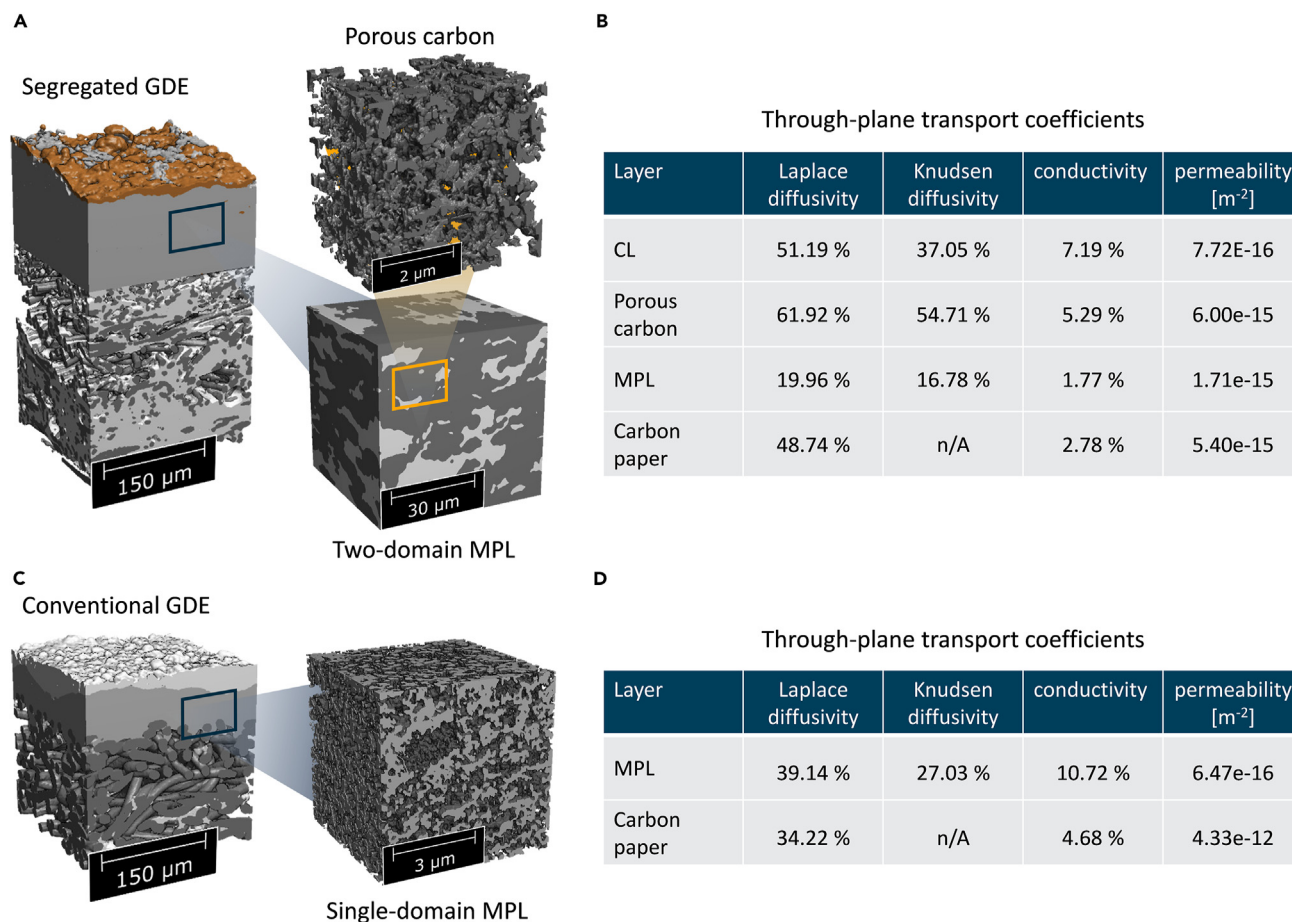 A
Segregated GDE
Porous carbon
2 µm
150 µm
30 µm
Two-domain MPL
B
Through-plane transport coefficients
Layer
Laplace diffusivity
Knudsen diffusivity
conductivity
permeability [m-2]
CL
51.19 %
37.05 %
7.19 %
7.72E-16
Porous carbon
61.92 %
54.71 %
5.29 %
6.00e-15
MPL
19.96 %
16.78 %
1.77 %
1.71e-15
Carbon paper
48.74 %
n/A
2.78 %
5.40e-15
C
Conventional GDE
150 µm
3 µm
Single-domain MPL
D
Through-plane transport coefficients
Layer
Laplace diffusivity
Knudsen diffusivity
conductivity
permeability [m-2]
MPL
39.14 %
27.03 %
10.72 %
6.47e-16
Carbon paper
34.22 %
n/A
4.68 %
4.33e-12